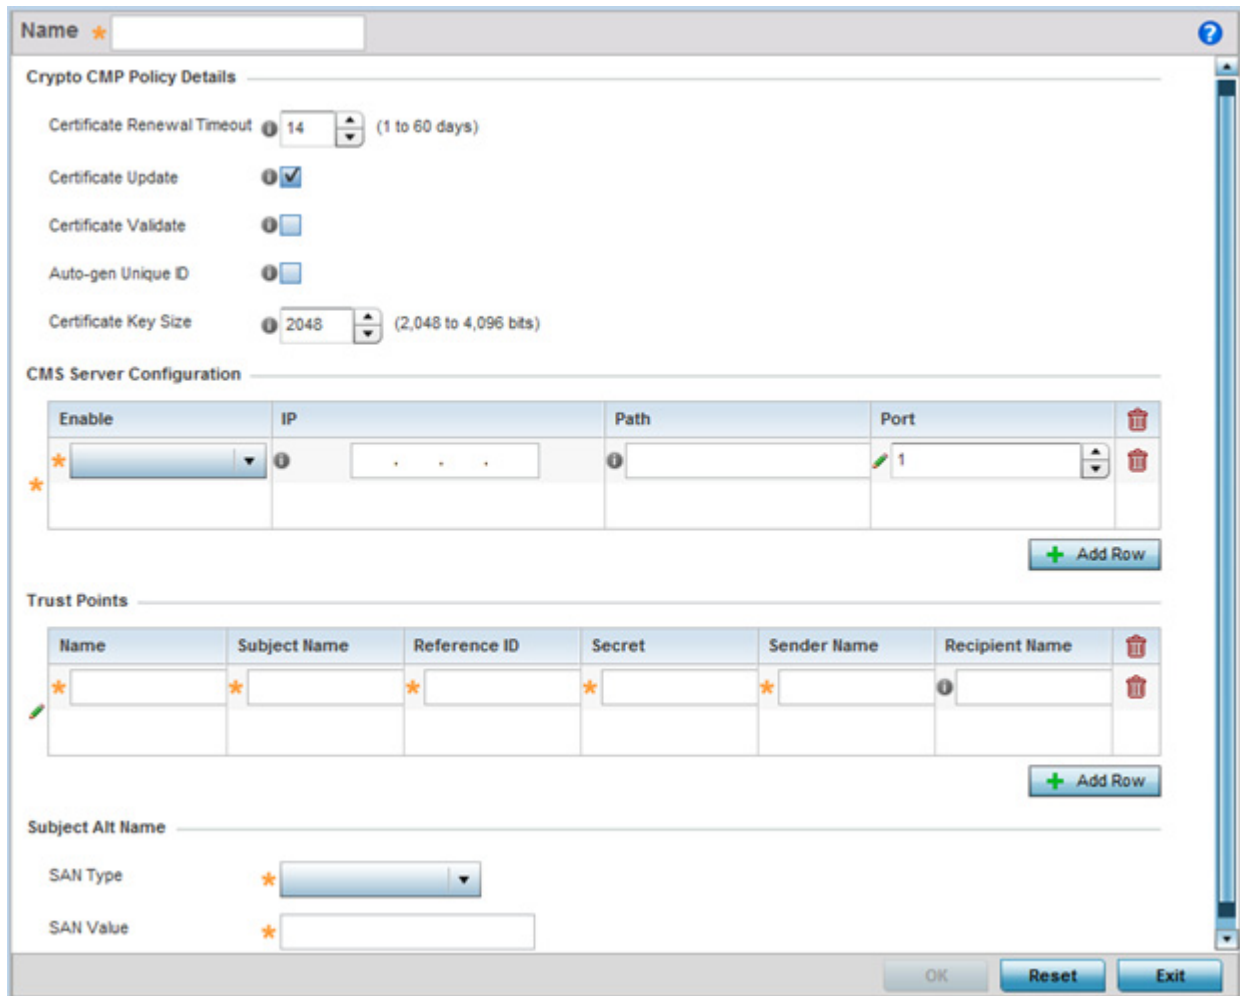 Name
Crypto CMP Policy Details
Certificate Renewal Timeout 14 (1 to 60 days)
Certificate Update
Certificate Validate
Auto-gen Unique ID
Certificate Key Size 2048 (2,048 to 4,096 bits)
CMS Server Configuration
Enable IP Path Port
. . . 1
Add Row
Trust Points
Name Subject Name Reference ID Secret Sender Name Recipient Name
Add Row
Subject Alt Name
SAN Type
SAN Value
OK Reset Exit